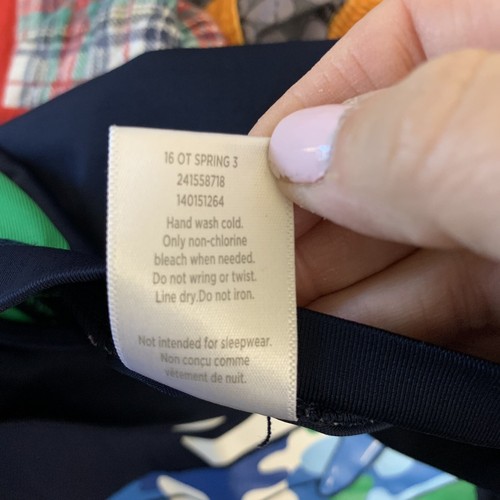 16 OT SPRING 3
241558718
140151264
Hand wash cold.
Only non-chlorine
bleach when needed.
Do not wring or twist.
Line dry.Do not iron.
Not intended for sleepwear.
Non conçu comme
vêtement de nuit.